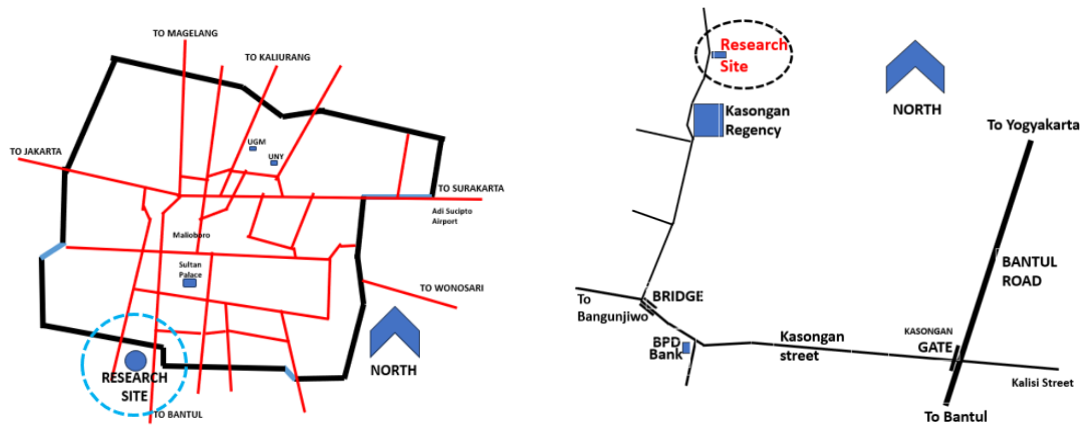 TO MAGELANG
TO KALIURANG
UGM
UNY
TO JAKARTA
TO SURAKARTA
Adi Sucipto
Airport
Malioboro
Sultan
Palace
TO WONOSARI
NORTH
RESEARCH
SITE
TO BANTUL
Research
Site
Kasongan
Regency
NORTH
To Yogyakarta
BANTUL
ROAD
To
Bangunjiwo
BRIDGE
BPD
Bank
Kasongan
street
KASONGAN
GATE
Kalisi Street
To Bantul